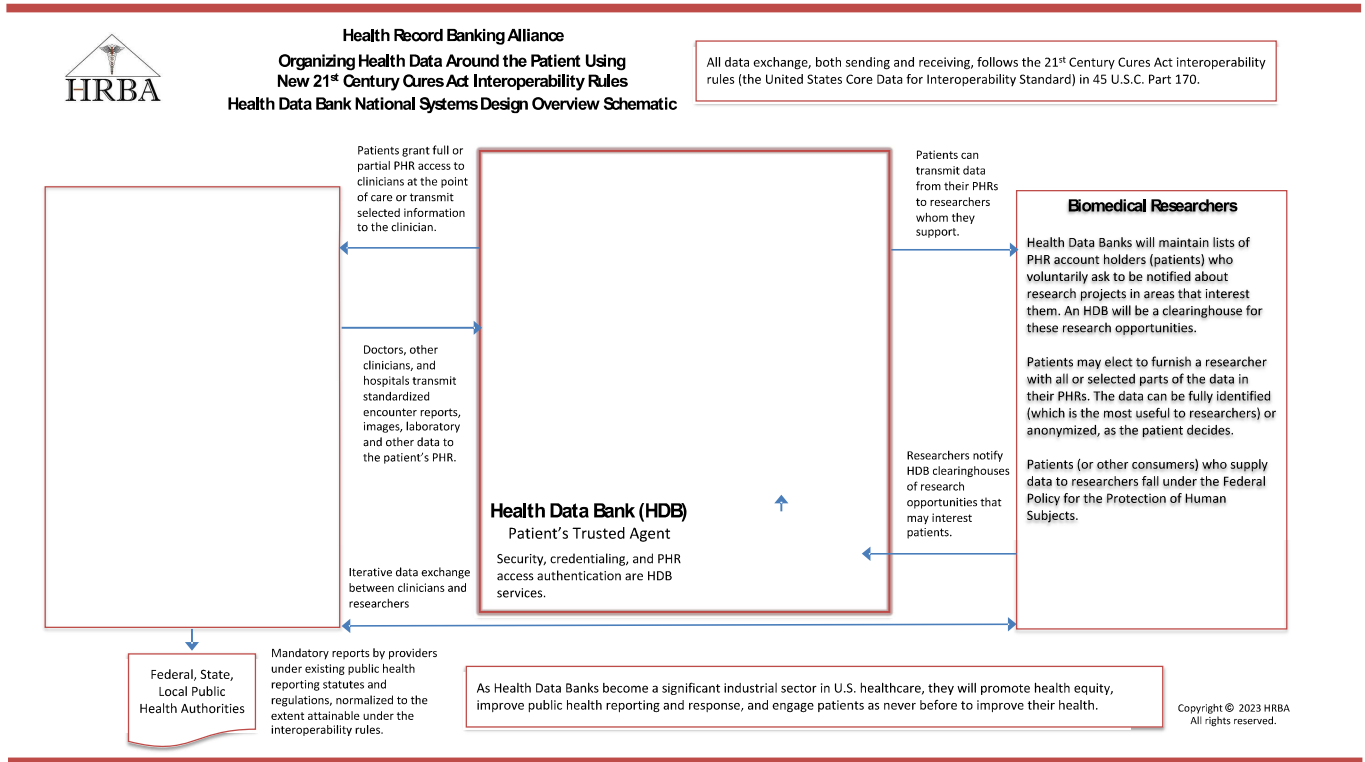 HRBA
Health Record Banking Alliance
Organizing Health Data Around the Patient Using
New 21st Century Cures Act Interoperability Rules
Health Data Bank National Systems Design Overview Schematic
All data exchange, both sending and receiving, follows the 21st Century Cures Act interoperability
rules (the United States Core Data for Interoperability Standard) in 45 U.S.C. Part 170.
Patients grant full or
partial PHR access to
clinicians at the point
of care or transmit
selected information
to the clinician.
Doctors, other
clinicians, and
hospitals transmit
standardized
encounter reports,
images, laboratory
and other data to
the patient's PHR.
Iterative data exchange
between clinicians and
researchers
Health Data Bank (HDB)
Patient's Trusted Agent
Security, credentialing, and PHR
access authentication are HDB
services.
Patients can
transmit data
from their PHRs
to researchers
whom they
support.
Researchers notify
HDB clearinghouses
of research
opportunities that
may interest
patients.
Biomedical Researchers
Health Data Banks will maintain lists of
PHR account holders (patients) who
voluntarily ask to be notified about
research projects in areas that interest
them. An HDB will be a clearinghouse for
these research opportunities.
Patients may elect to furnish a researcher
with all or selected parts of the data in
their PHRs. The data can be fully identified
(which is the most useful to researchers) or
anonymized, as the patient decides.
Patients (or other consumers) who supply
data to researchers fall under the Federal
Policy for the Protection of Human
Subjects.
Federal, State,
Local Public
Health Authorities
Mandatory reports by providers
under existing public health
reporting statutes and
regulations, normalized to the
extent attainable under the
interoperability rules.
As Health Data Banks become a significant industrial sector in U.S. healthcare, they will promote health equity,
improve public health reporting and response, and engage patients as never before to improve their health.
Copyright © 2023 HRBA
All rights reserved.